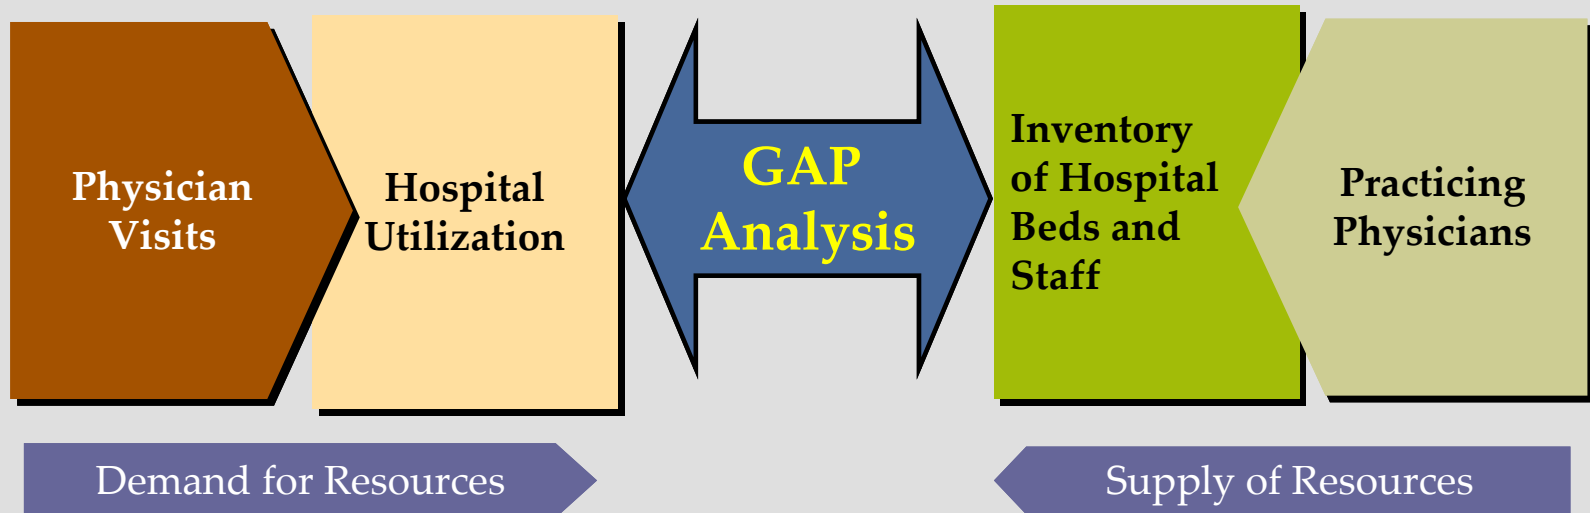 Physician
Visits
Hospital
Utilization
GAP
Analysis
Inventory
of Hospital
Beds and
Staff
Practicing
Physicians
Demand for Resources
Supply of Resources